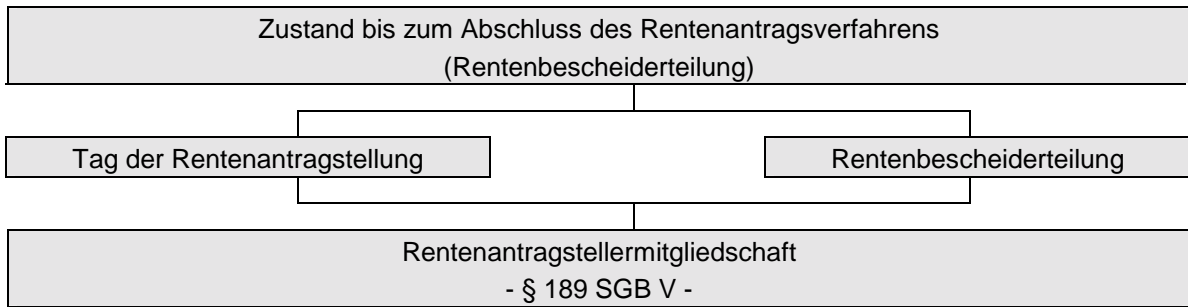 Zustand bis zum Abschluss des Rentenantragsverfahrens
(Rentenbescheiderteilung)
Tag der Rentenantragstellung
Rentenbescheiderteilung
Rentenantragstellermitgliedschaft
- § 189 SGB V -